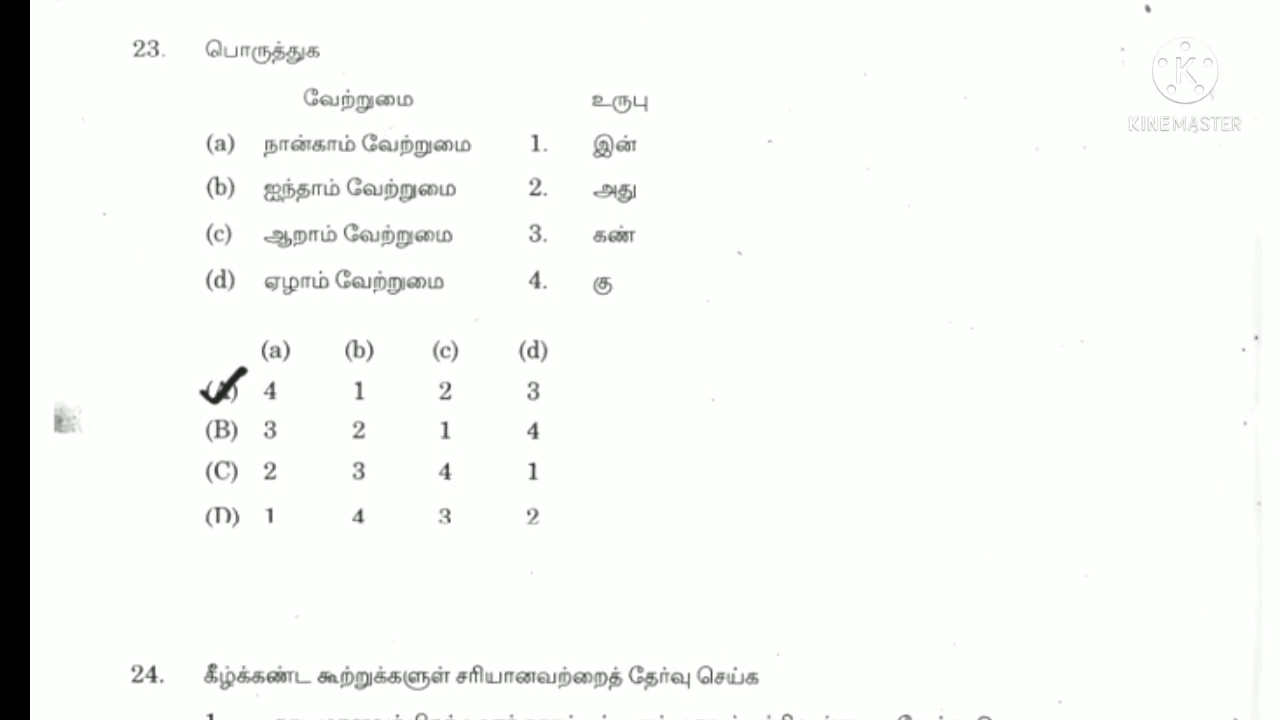 23. பொருத்துக
வேற்றுமை உருபு
(a) நான்காம் வேற்றுமை 1. இன்
(b) ஐந்தாம் வேற்றுமை 2. அது
(c) ஆறாம் வேற்றுமை 3. கண்
(d) ஏழாம் வேற்றுமை 4. கு
(a) (b) (c) (d)
(A) 4 1 2 3
(B) 3 2 1 4
(C) 2 3 4 1
(D) 1 4 3 2
24. கீழ்க்கண்ட கூற்றுக்களுள் சரியானவற்றைத் தேர்வு செய்க
1.
K
KINEMASTER